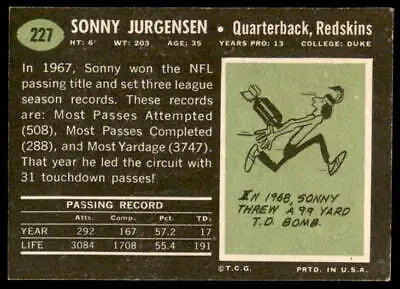 227
SONNY JURGENSEN • Quarterback, Redskins
HT: 6' WT: 203 AGE: 35 YEARS PRO: 13 COLLEGE: DUKE
In 1967, Sonny won the NFL
passing title and set three league
season records. These records
are: Most Passes Attempted
(508), Most Passes Completed
(288), and Most Yardage (3747).
That year he led the circuit with
31 touchdown passes!
PASSING RECORD
Atts. Comp. Pct. TDs
YEAR 292 167 57.2 17
LIFE 3084 1708 55.4 191
IN 1968, SONNY
THREW A 99 YARD
T.D. BOMB.
©T.C.G. PRTD. IN U.S.A.